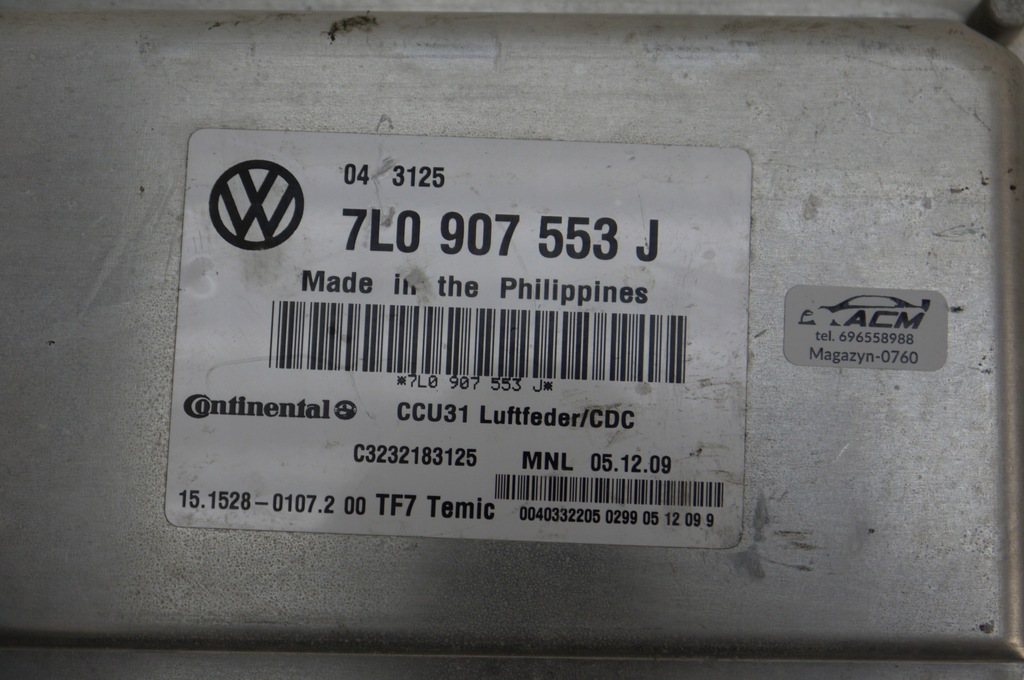 04 3125
7L0 907 553 J
Made in the Philippines
*7L0 907 553 J*
Continental CCU31 Luftfeder/CDC
C3232183125 MNL 05.12.09
15.1528-0107.2 00 TF7 Temic 0040332205 0299 05 12 09 9
ACM
tel. 696558988
Magazyn-0760